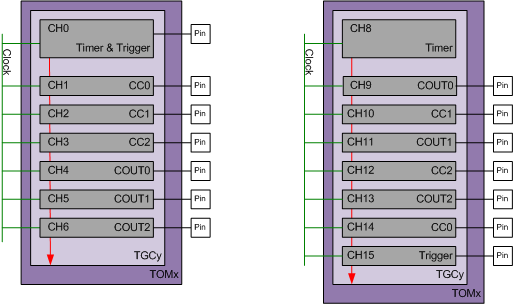 Clock
CH0
Timer & Trigger
Pin
CH1 CC0 Pin
CH2 CC1 Pin
CH3 CC2 Pin
CH4 COUT0 Pin
CH5 COUT1 Pin
CH6 COUT2 Pin
TGCy
TOMx
Clock
CH8
Timer
CH9 COUT0 Pin
CH10 CC1 Pin
CH11 COUT1 Pin
CH12 CC2 Pin
CH13 COUT2 Pin
CH14 CC0 Pin
CH15 Trigger Pin
TGCy
TOMx